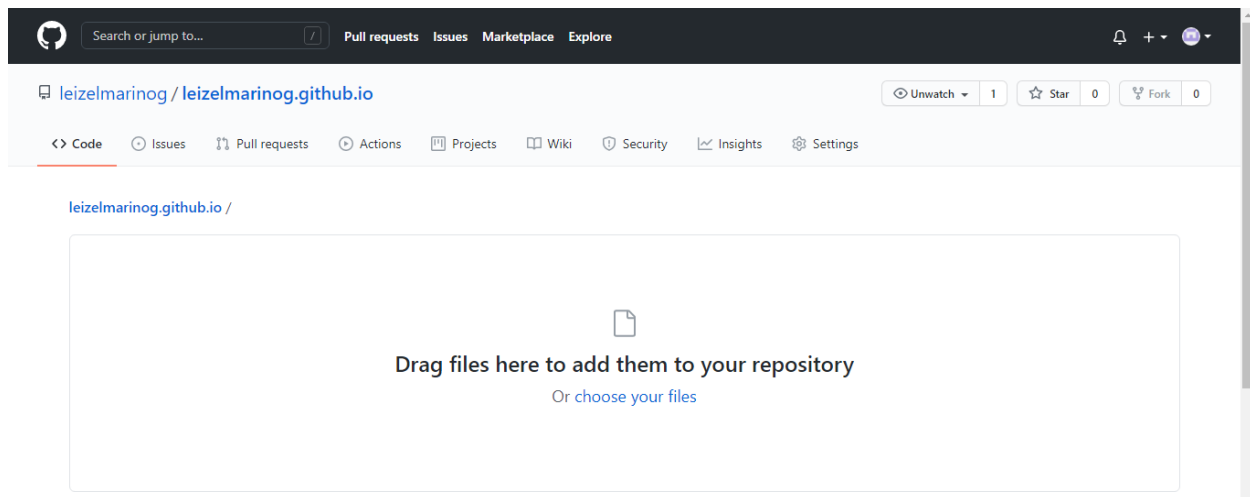 Search or jump to... / Pull requests Issues Marketplace Explore
leizelmarinog / leizelmarinog.github.io Unwatch 1 Star 0 Fork 0
<> Code Issues Pull requests Actions Projects Wiki Security Insights Settings
leizelmarinog.github.io /
Drag files here to add them to your repository
Or choose your files